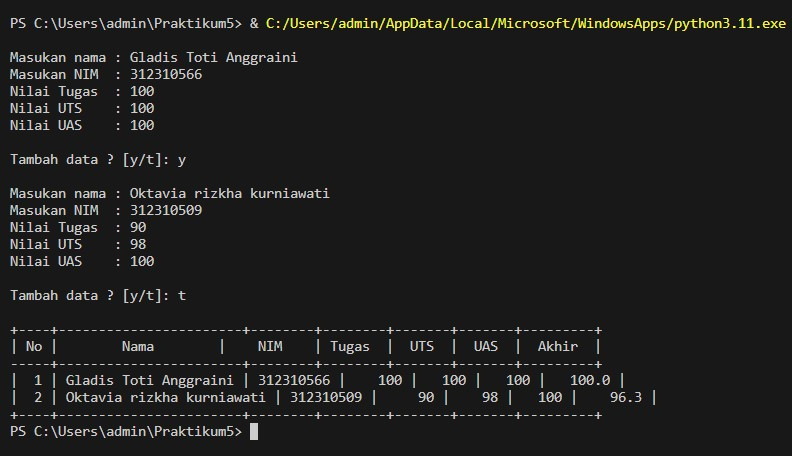 PS C:\Users\admin\Praktikum5> & C:/Users/admin/AppData/Local/Microsoft/WindowsApps/python3.11.exe
Masukan nama : Gladis Toti Anggraini
Masukan NIM  : 312310566
Nilai Tugas  : 100
Nilai UTS    : 100
Nilai UAS    : 100
Tambah data ? [y/t]: y
Masukan nama : Oktavia rizkha kurniawati
Masukan NIM  : 312310509
Nilai Tugas  : 90
Nilai UTS    : 98
Nilai UAS    : 100
Tambah data ? [y/t]: t
+----+-----------------------+--------+--------+-------+-------+---------+
| No |        Nama        |    NIM    | Tugas  |  UTS  |  UAS  |  Akhir  |
-----+-----------------------+--------+--------+-------+-------+---------+
|  1 | Gladis Toti Anggraini | 312310566 |    100 |   100 |   100 |   100.0 |
|  2 | Oktavia rizkha kurniawati | 312310509 |     90 |      98 |   100 |    96.3 |
+----+-----------------------+--------+--------+-------+-------+---------+
PS C:\Users\admin\Praktikum5>